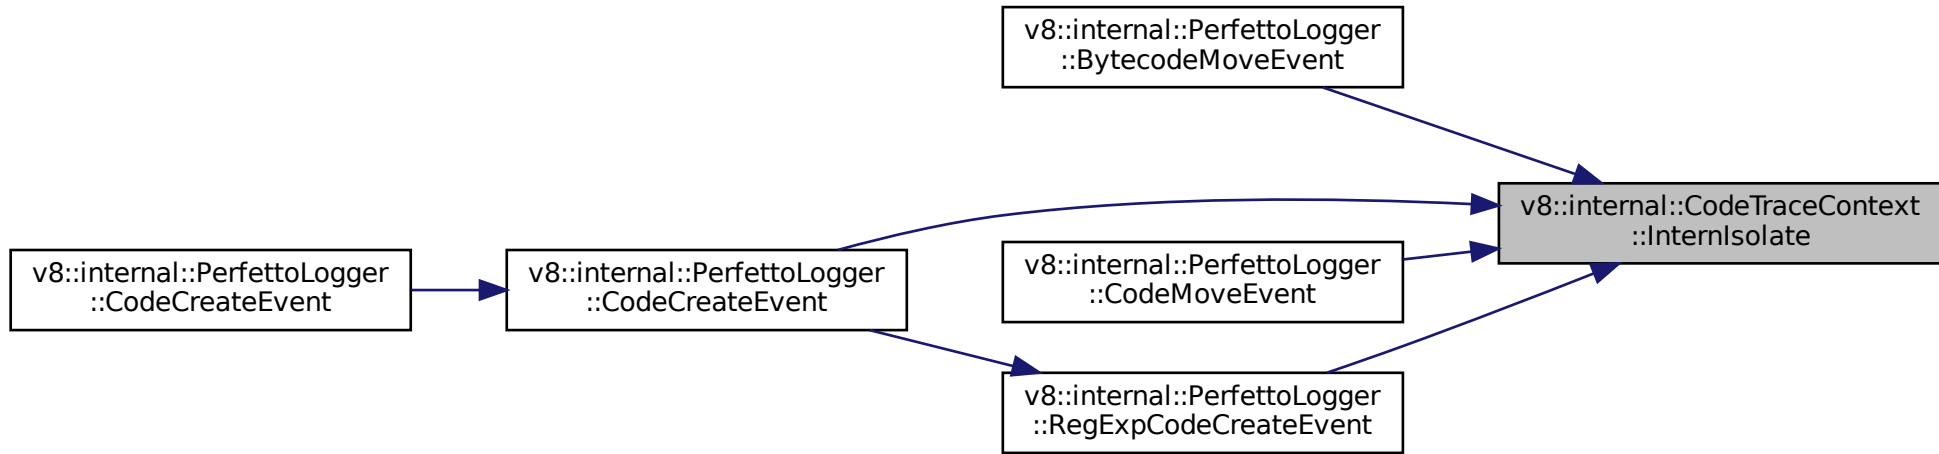 v8::internal::PerfettoLogger
::BytecodeMoveEvent
v8::internal::CodeTraceContext
::InternIsolate
v8::internal::PerfettoLogger
::CodeCreateEvent
v8::internal::PerfettoLogger
::CodeCreateEvent
v8::internal::PerfettoLogger
::CodeMoveEvent
v8::internal::PerfettoLogger
::RegExpCodeCreateEvent